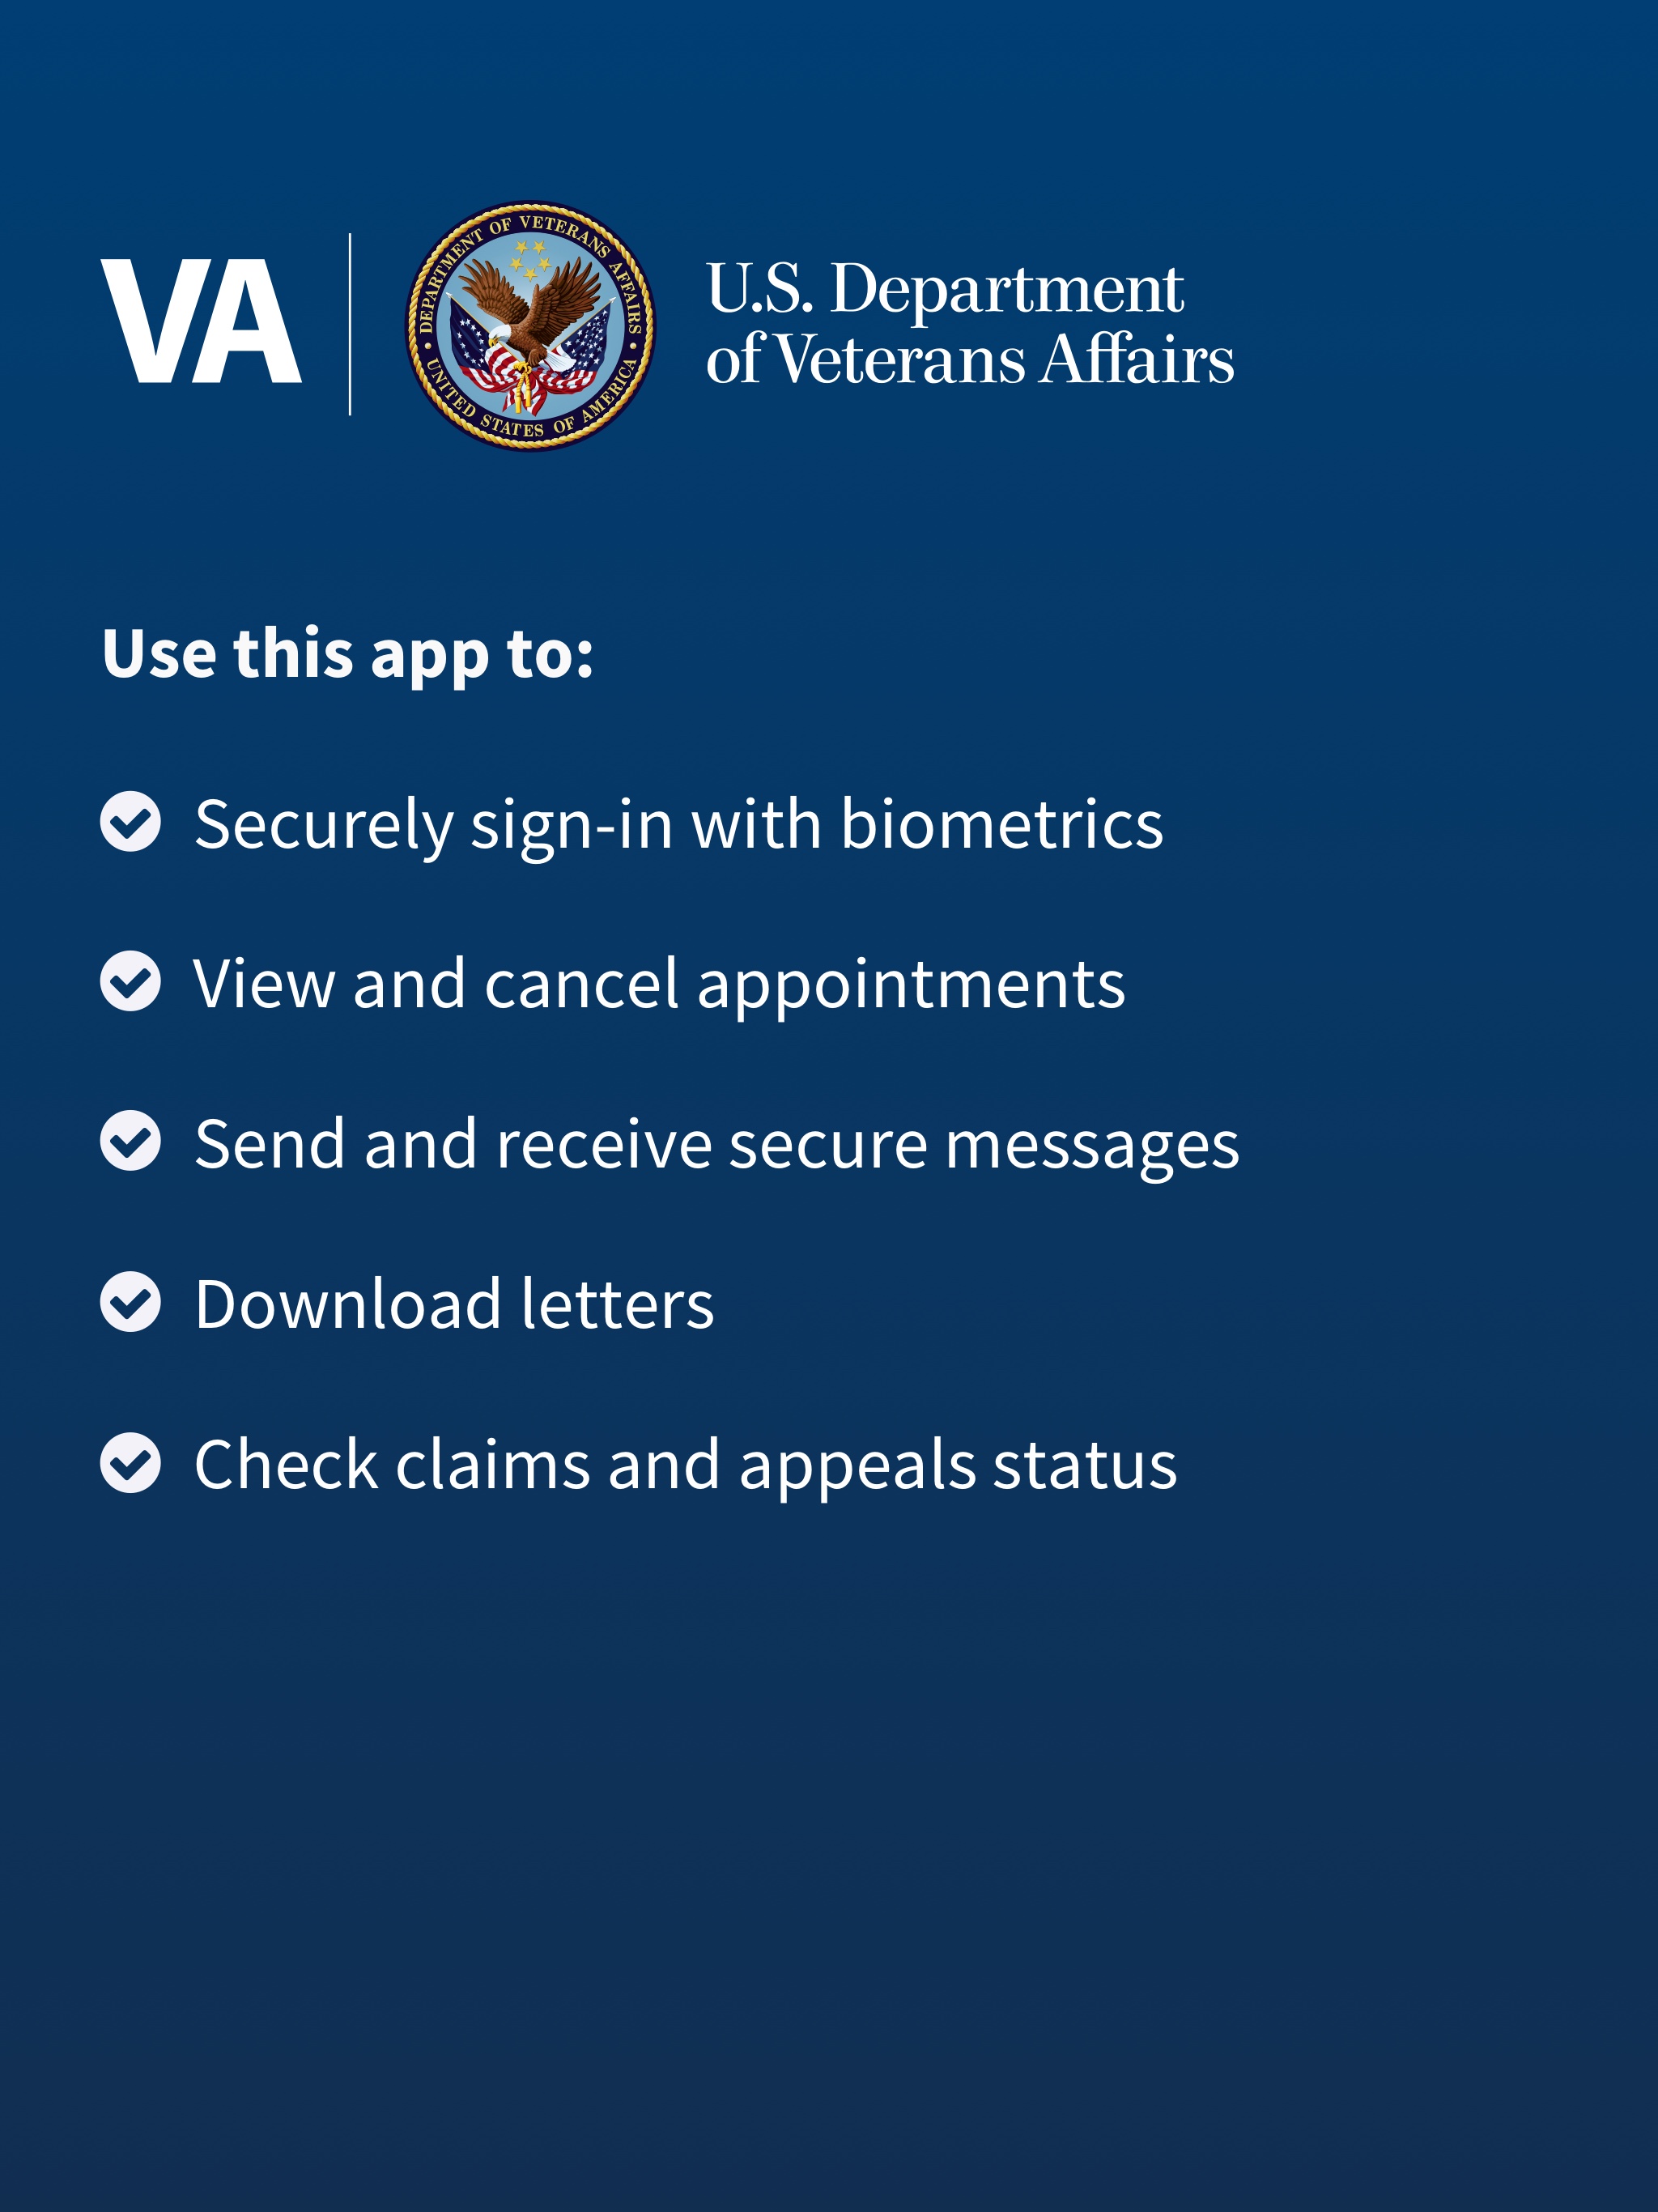 VA
DEPARTMENT OF VETERANS AFFAIRS
UNITED STATES OF AMERICA
U.S. Department
of Veterans Affairs
Use this app to:
Securely sign-in with biometrics
View and cancel appointments
Send and receive secure messages
Download letters
Check claims and appeals status